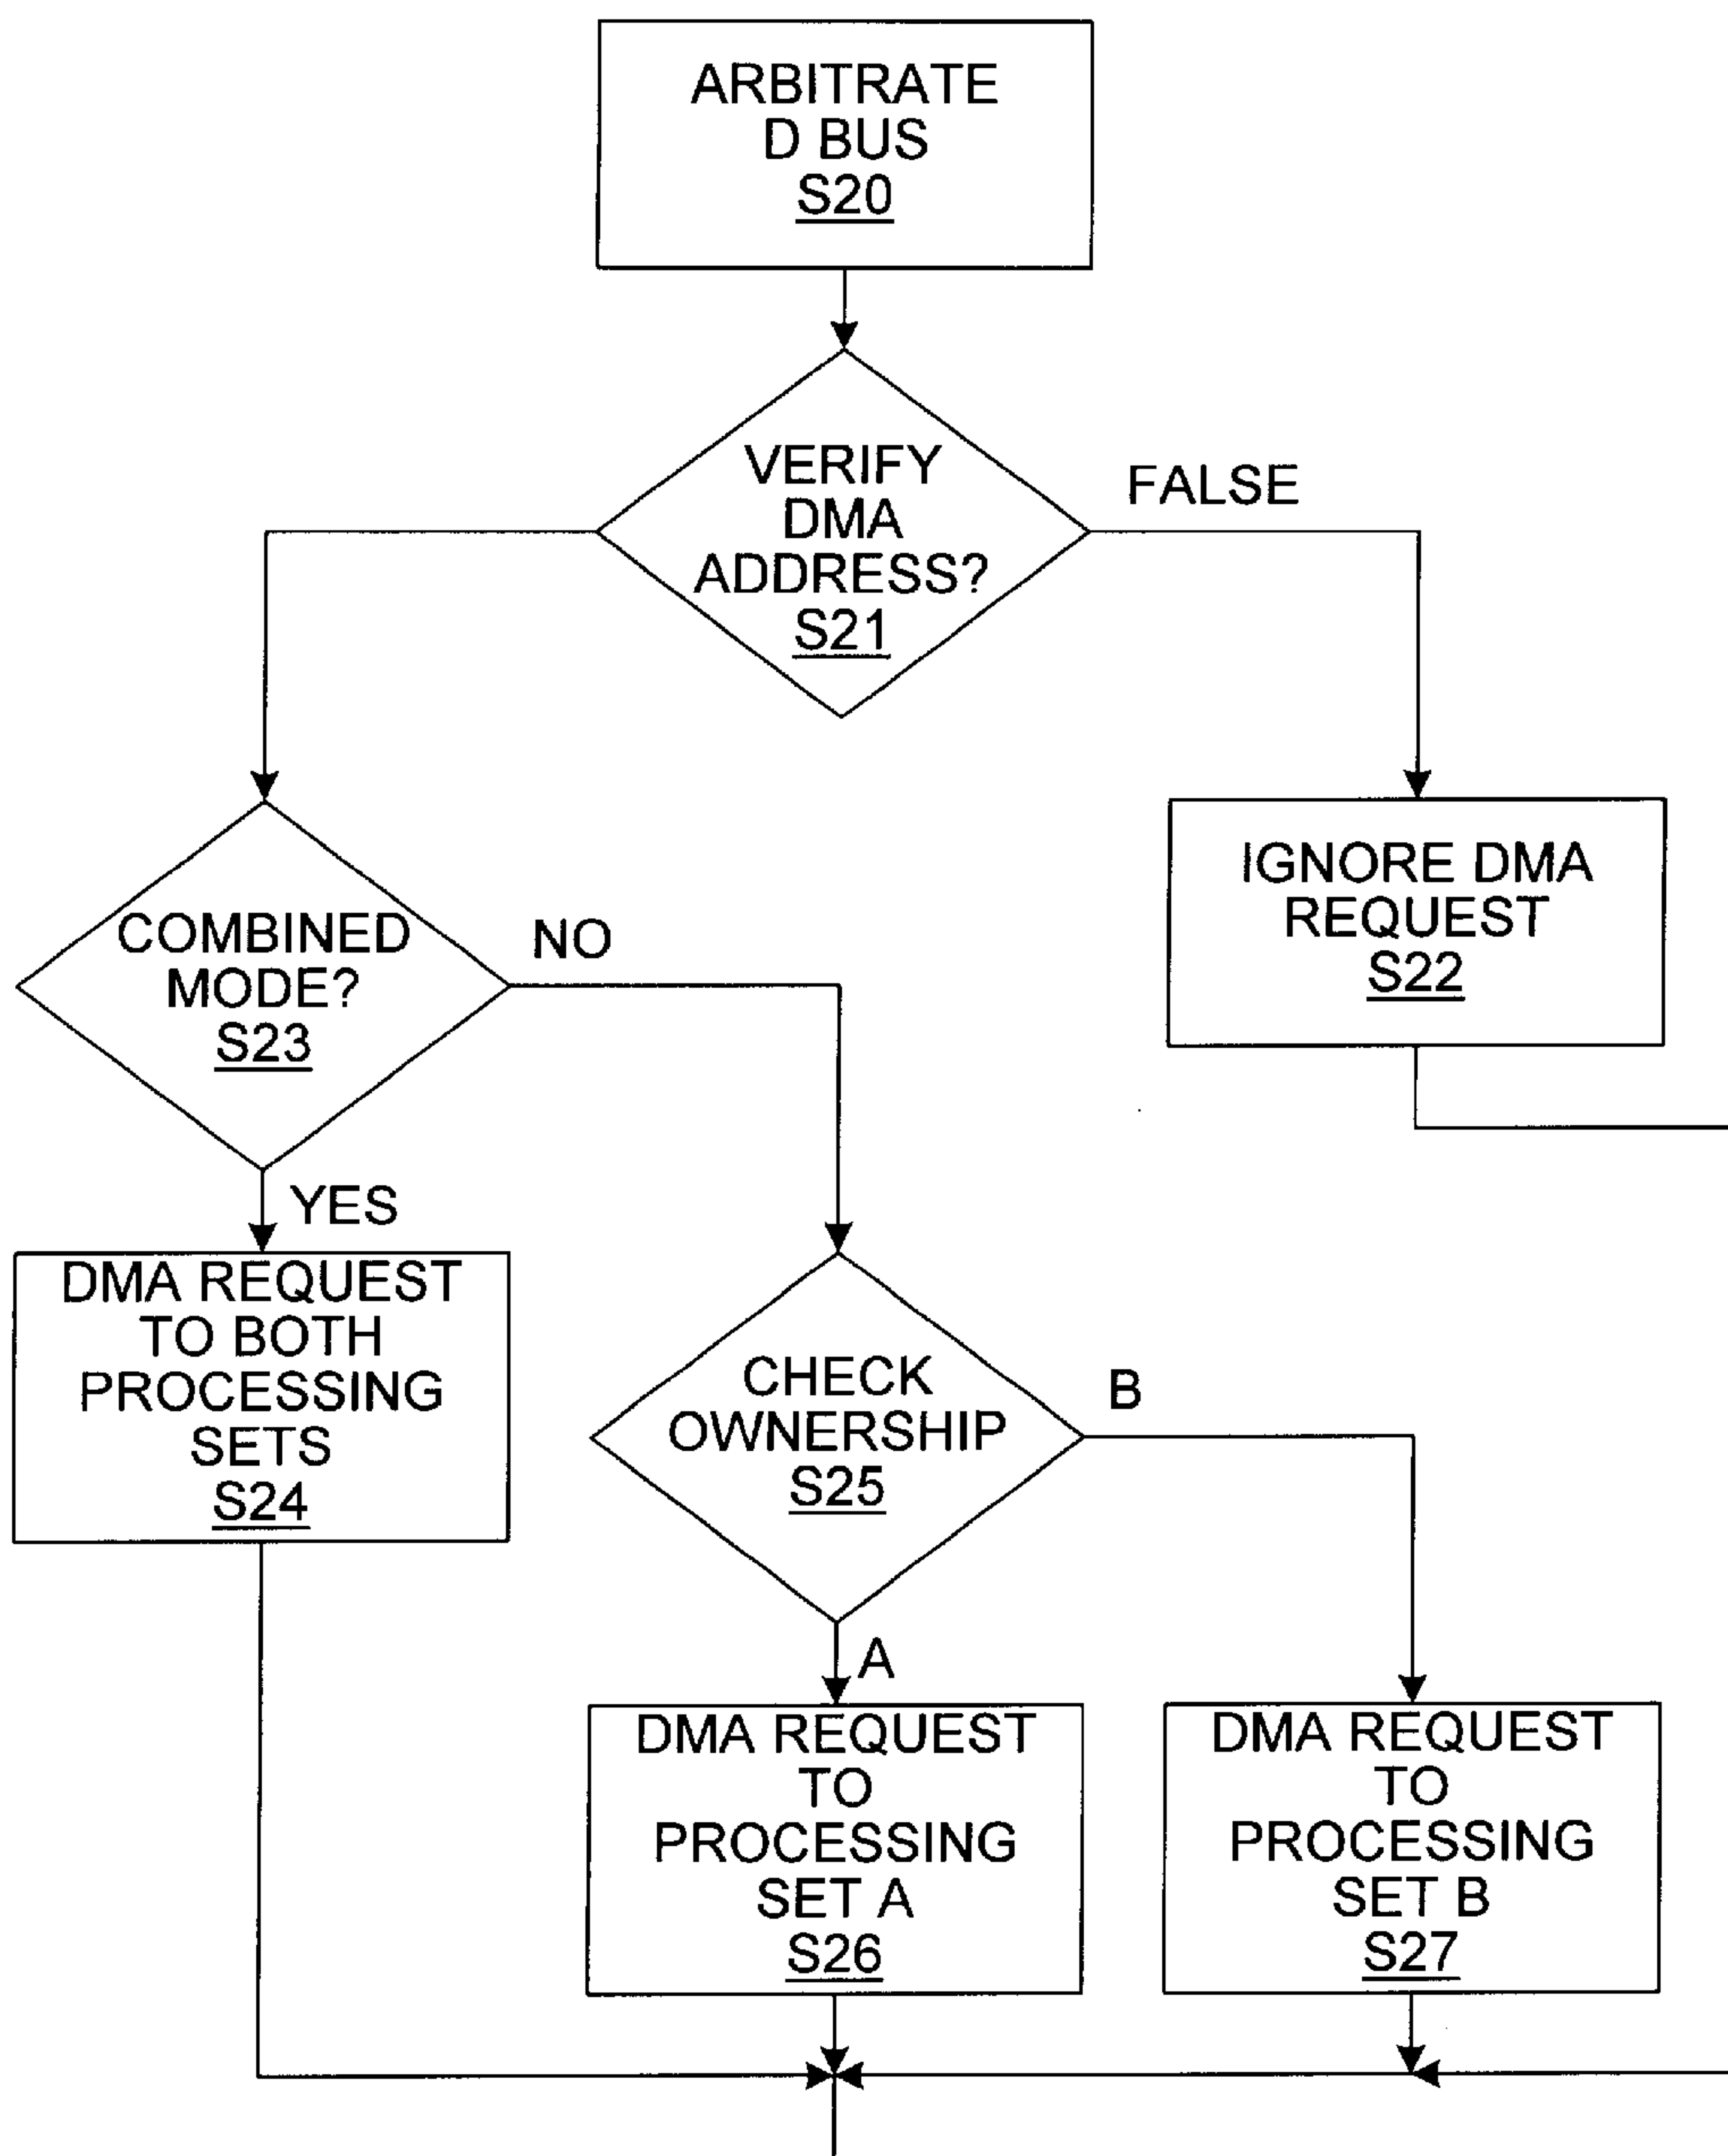 ARBITRATE
D BUS
S20
VERIFY
DMA
ADDRESS?
S21
FALSE
IGNORE DMA
REQUEST
S22
COMBINED
MODE?
S23
NO
YES
DMA REQUEST
TO BOTH
PROCESSING
SETS
S24
CHECK
OWNERSHIP
S25
B
A
DMA REQUEST
TO
PROCESSING
SET A
S26
DMA REQUEST
TO
PROCESSING
SET B
S27